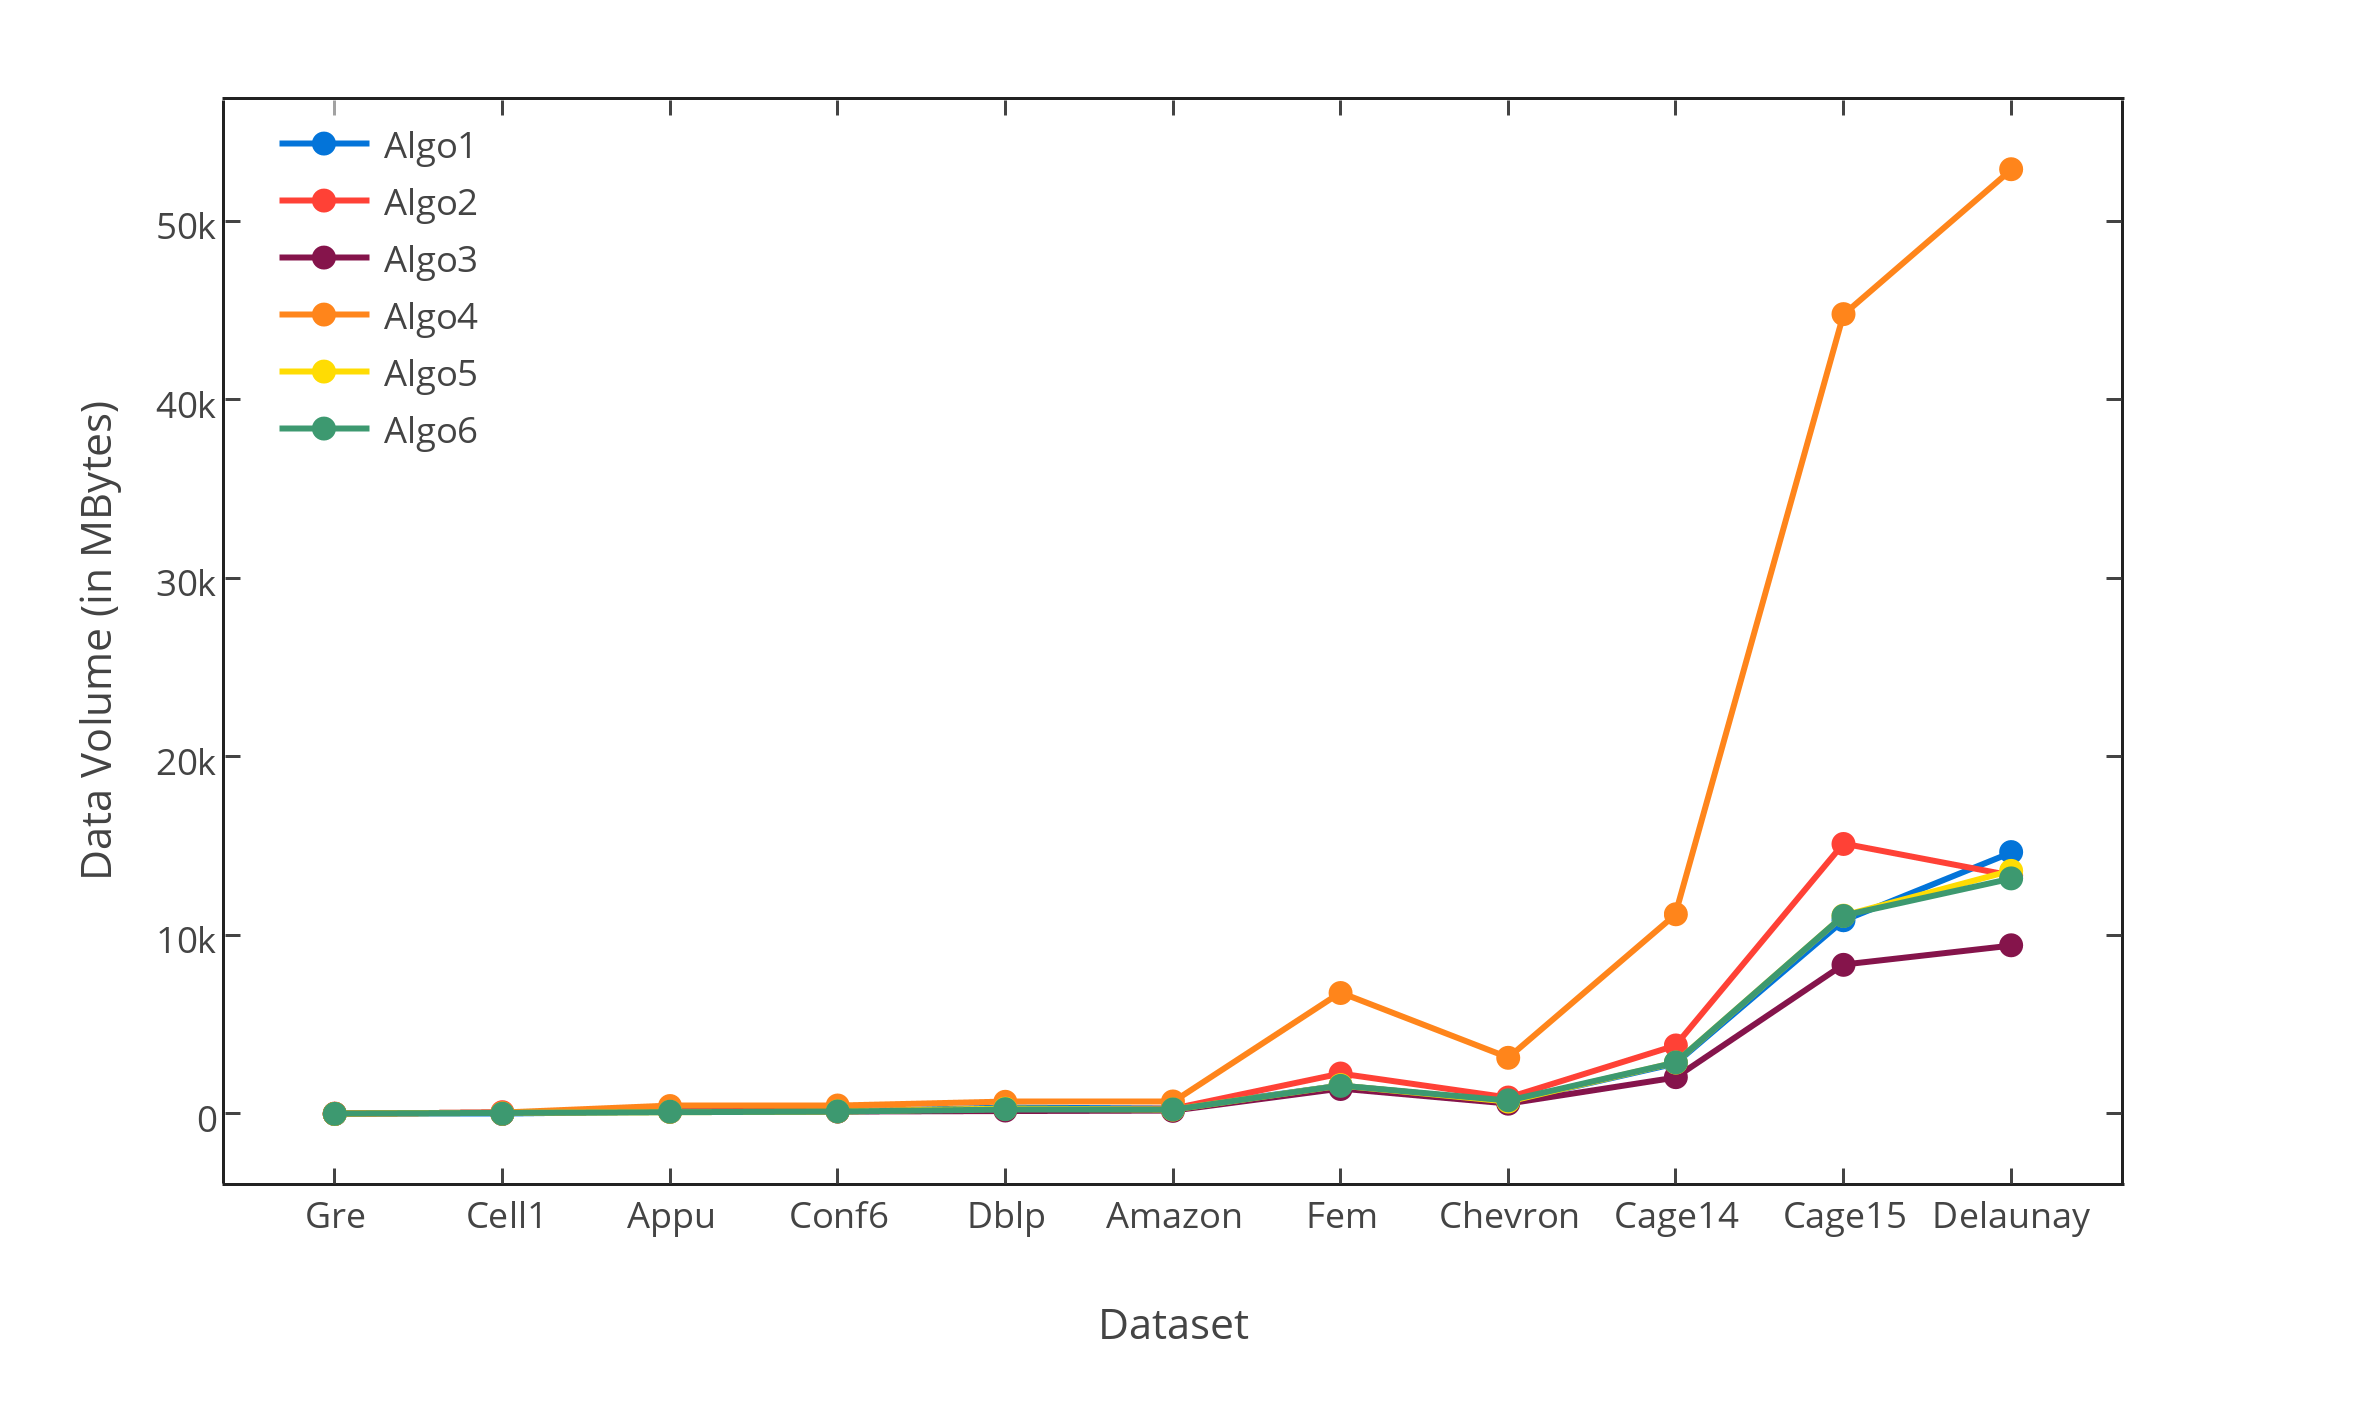 Algo1
Algo2
Algo3
Algo4
Algo5
Algo6
50k
40k
30k
20k
10k
0
Data Volume (in MBytes)
Gre Cell1 Appu Conf6 Dblp Amazon Fem Chevron Cage14 Cage15 Delaunay
Dataset